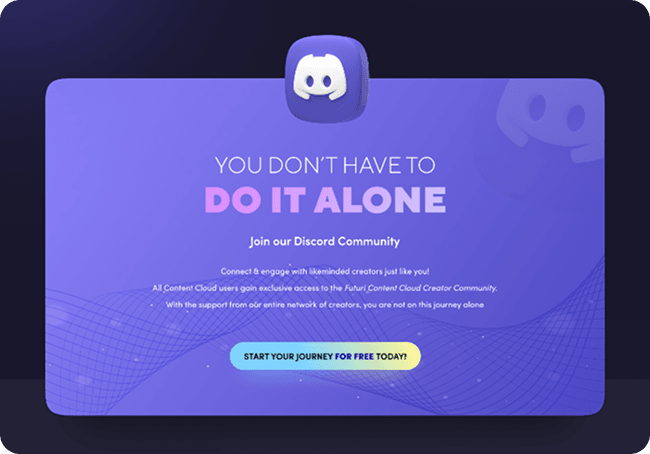 YOU DON'T HAVE TO
DO IT ALONE
Join our Discord Community
Connect & engage with likeminded creators just like you!
All Content Cloud users gain exclusive access to the Futuri Content Cloud Creator Community.
With the support from our entire network of creators, you are not on this journey alone
START YOUR JOURNEY FOR FREE TODAY?